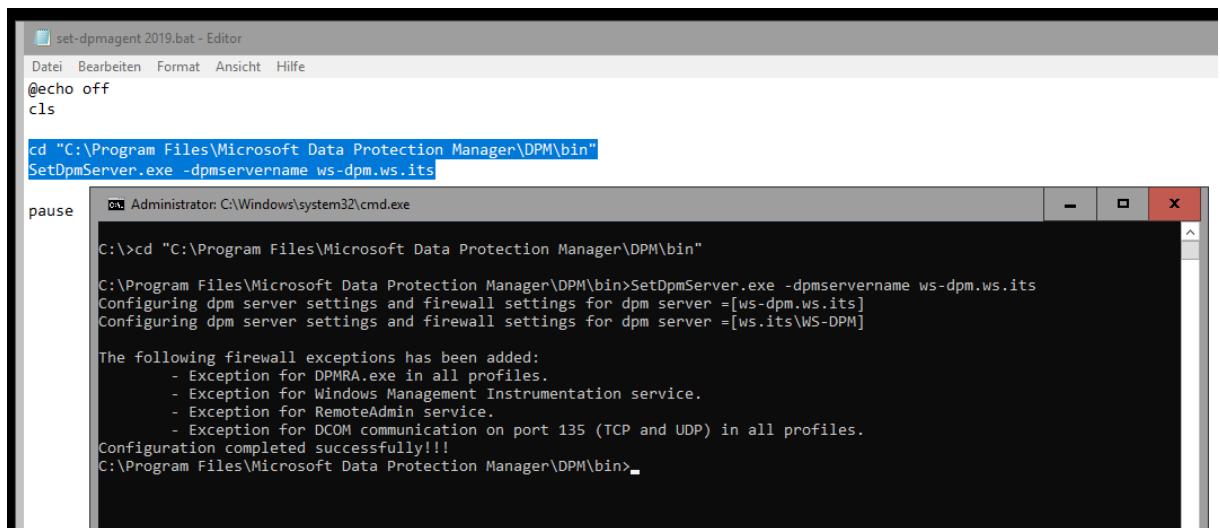 set-dpmagent 2019.bat - Editor
Datei Bearbeiten Format Ansicht Hilfe
@echo off
cls
cd "C:\Program Files\Microsoft Data Protection Manager\DPM\bin"
SetDpmServer.exe -dpmservername ws-dpm.ws.its
pause
Administrator: C:\Windows\system32\cmd.exe
C:\>cd "C:\Program Files\Microsoft Data Protection Manager\DPM\bin"
C:\Program Files\Microsoft Data Protection Manager\DPM\bin>SetDpmServer.exe -dpmservername ws-dpm.ws.its
Configuring dpm server settings and firewall settings for dpm server =[ws-dpm.ws.its]
Configuring dpm server settings and firewall settings for dpm server =[ws.its\WS-DPM]
The following firewall exceptions has been added:
- Exception for DPMRA.exe in all profiles.
- Exception for Windows Management Instrumentation service.
- Exception for RemoteAdmin service.
- Exception for DCOM communication on port 135 (TCP and UDP) in all profiles.
Configuration completed successfully!!!
C:\Program Files\Microsoft Data Protection Manager\DPM\bin>